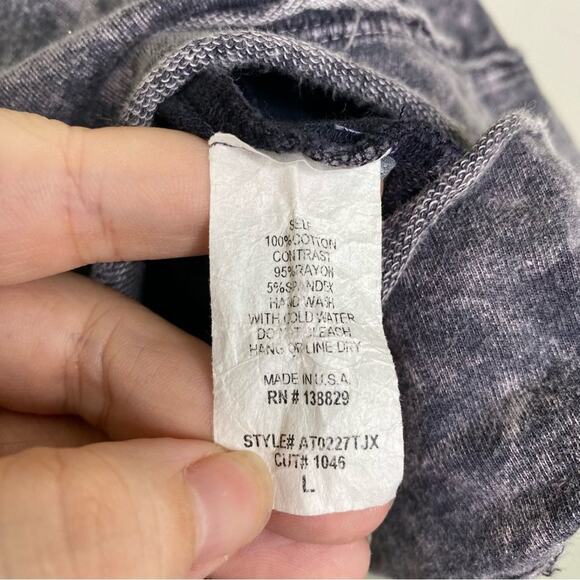 SELF
100% COTTON
CONTRAST
95% RAYON
5% SPANDEX
HAND WASH
WITH COLD WATER
DO NOT BLEACH
HANG OR LINE DRY
MADE IN U.S.A.
RN # 138829
STYLE# AT0227TJX
CUT# 1046
L